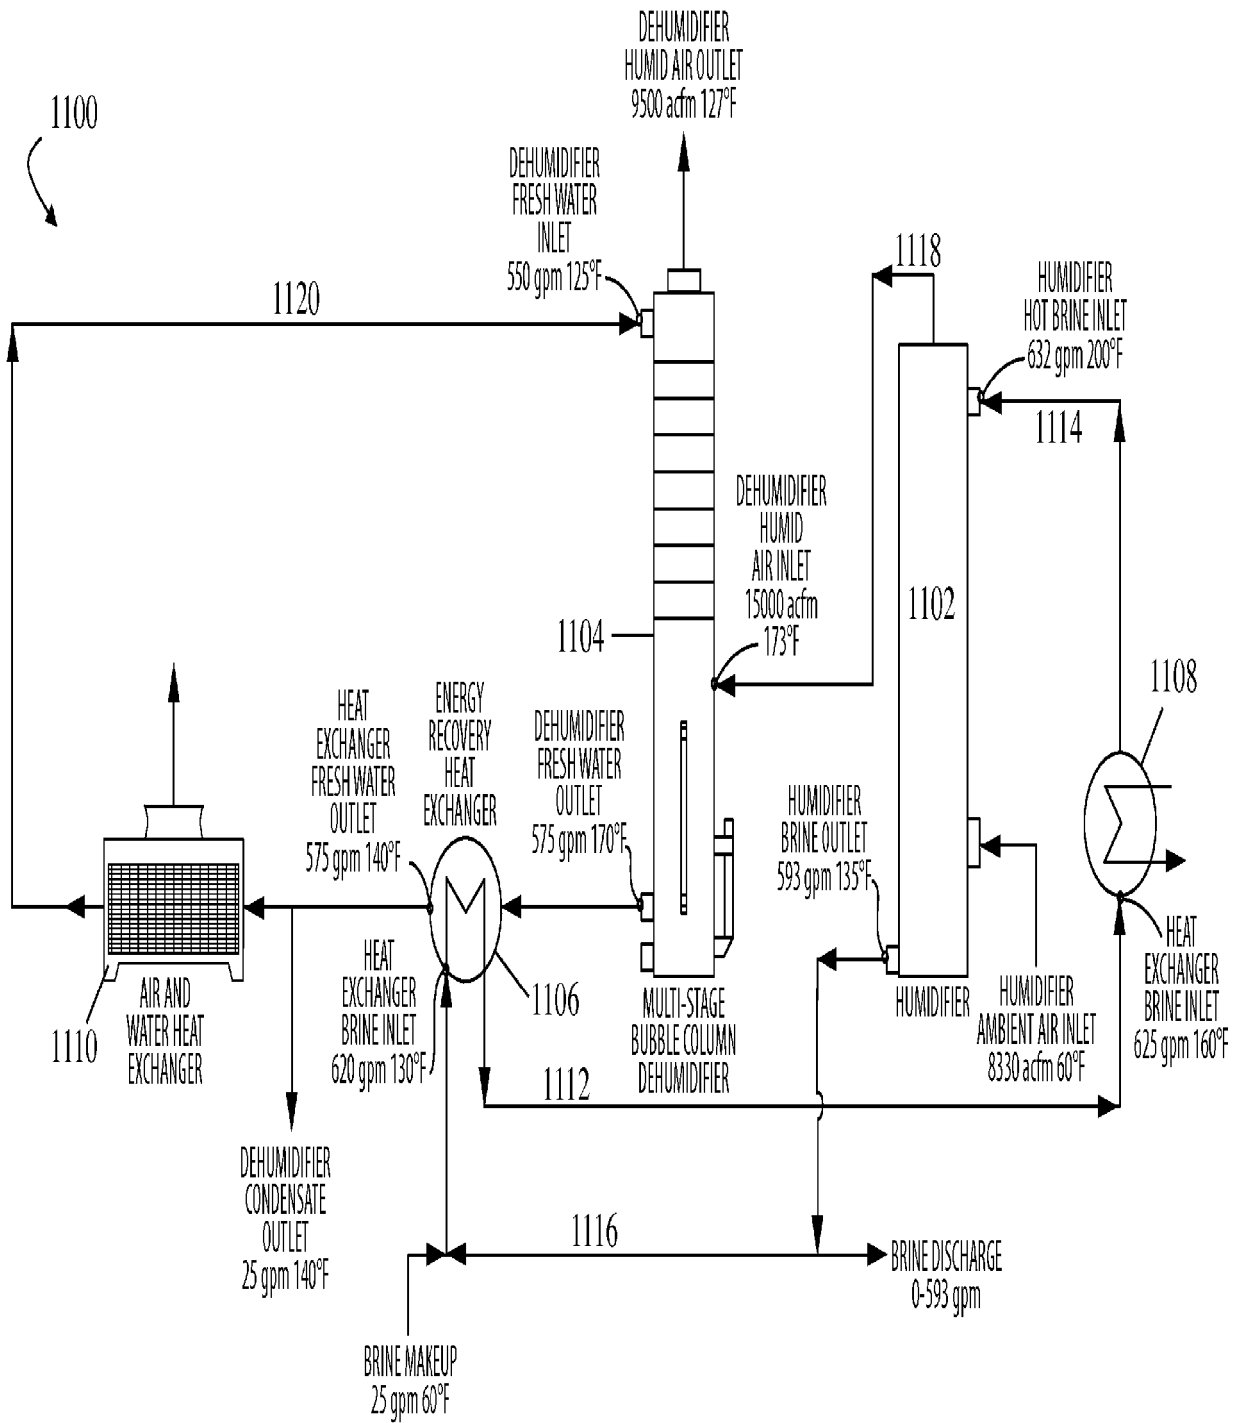 DEHUMIDIFIER
HUMID AIR OUTLET
9500 acfm 127°F
1100
DEHUMIDIFIER
FRESH WATER
INLET
550 gpm 125°F
1118
HUMIDIFIER
HOT BRINE INLET
632 gpm 200°F
1120
1114
DEHUMIDIFIER
HUMID
AIR INLET
15000 acfm
173°F
1102
1104
1108
HEAT
EXCHANGER
FRESH WATER
OUTLET
575 gpm 140°F
ENERGY
RECOVERY
HEAT
EXCHANGER
DEHUMIDIFIER
FRESH WATER
OUTLET
575 gpm 170°F
HUMIDIFIER
BRINE OUTLET
593 gpm 135°F
HEAT
EXCHANGER
BRINE INLET
620 gpm 130°F
1106
HEAT
EXCHANGER
BRINE INLET
625 gpm 160°F
1110
AIR AND
WATER HEAT
EXCHANGER
MULTI-STAGE
BUBBLE COLUMN
DEHUMIDIFIER
HUMIDIFIER
HUMIDIFIER
AMBIENT AIR INLET
8330 acfm 60°F
1112
DEHUMIDIFIER
CONDENSATE
OUTLET
25 gpm 140°F
1116
BRINE DISCHARGE
0-593 gpm
BRINE MAKEUP
25 gpm 60°F